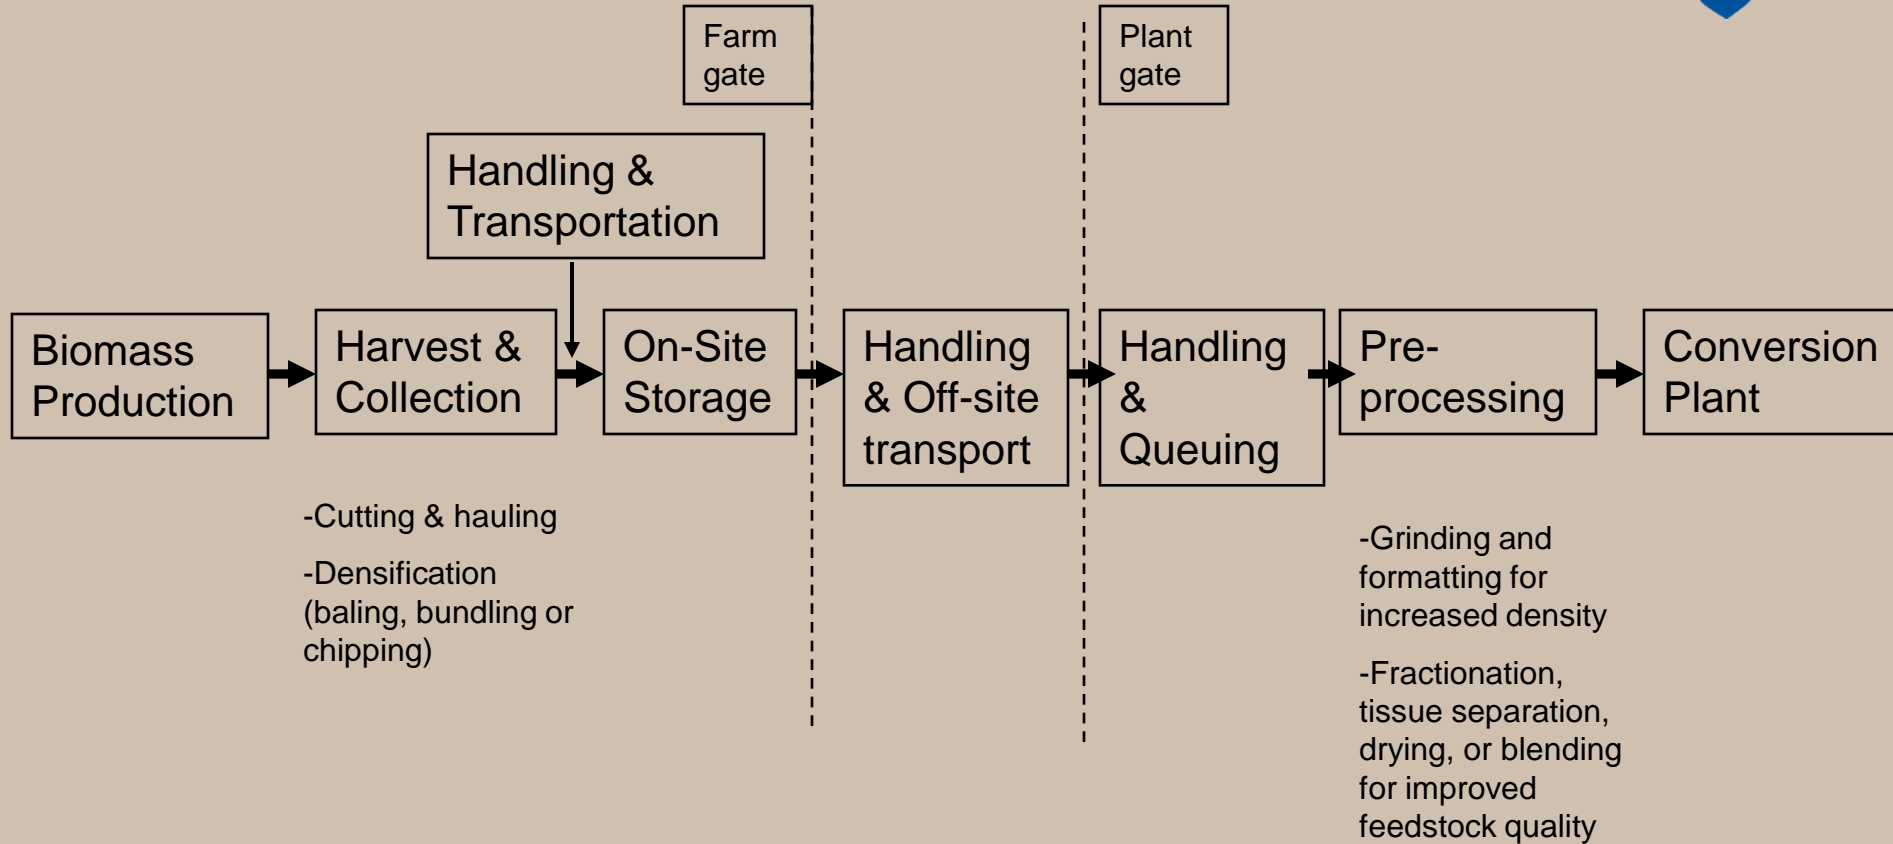 Farm
gate
Plant
gate
Handling &
Transportation
Biomass
Production
Harvest &
Collection
On-Site
Storage
Handling
& Off-site
transport
Handling
&
Queuing
Pre-
processing
Conversion
Plant
-Cutting & hauling
-Densification
(baling, bundling or
chipping)
-Grinding and
formatting for
increased density
-Fractionation,
tissue separation,
drying, or blending
for improved
feedstock quality